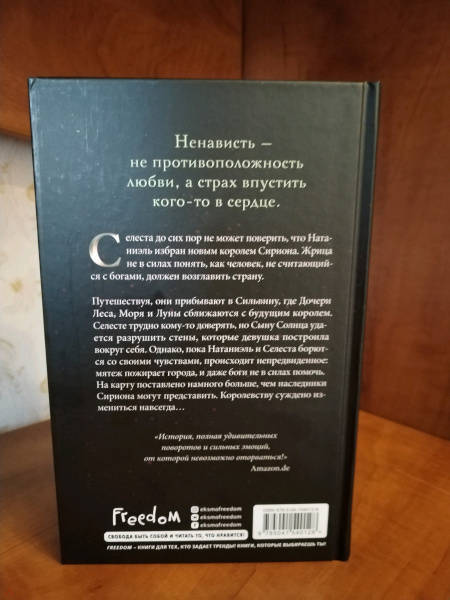 Ненависть –
не противоположность
любви, а страх впустить
кого-то в сердце.
Селеста до сих пор не может поверить, что Ната-
ниэль избран новым королем Сириона. Жрица
не в силах понять, как человек, не считающий-
ся с богами, должен возглавить страну.
Путешествуя, они прибывают в Сильвину, где Дочери
Леса, Моря и Луны сближаются с будущим королем.
Селесте трудно кому-то доверять, но Сыну Солнца уда-
ется разрушить стены, которые девушка построила
вокруг себя. Однако, пока Натаниэль и Селеста борют-
ся со своими чувствами, происходит непредвиденное:
мятеж пожирает города, и даже боги не в силах помочь.
На карту поставлено намного больше, чем наследники
Сириона могут представить. Королевству суждено из-
мениться навсегда…
«История, полная удивительных
поворотов и сильных эмоций,
от которой невозможно оторваться!»
Amazon.de
Freedom
eksmofreedom
eksmofreedom
eksmofreedom
СВОБОДА БЫТЬ СОБОЙ И ЧИТАТЬ ТО, ЧТО НРАВИТСЯ!
FREEDOM – КНИГИ ДЛЯ ТЕХ, КТО ЗАДАЕТ ТРЕНДЫ! КНИГИ, КОТОРЫЕ ВЫБИРАЕШЬ ТЫ!